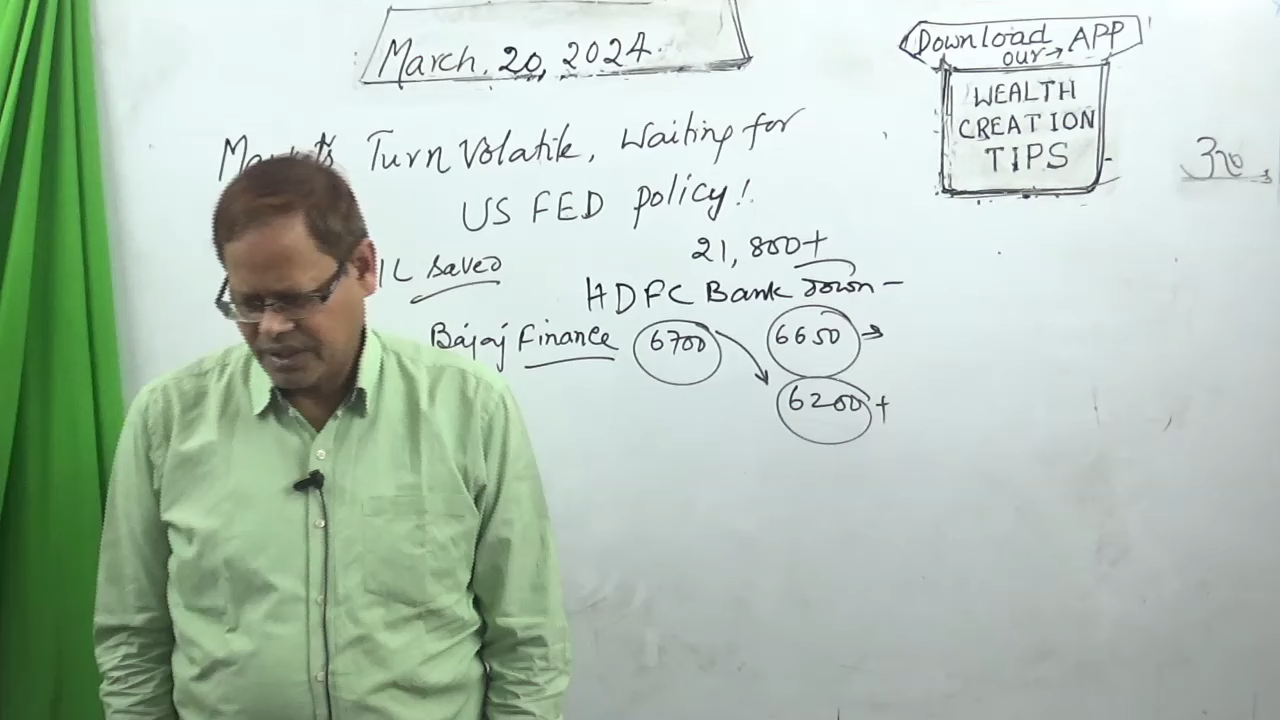 March. 20, 2024.
Download APP
our→
WEALTH
CREATION
TIPS
Turn Volatile, Waiting for
US FED policy!!
21,800+
IL saved
HDFC Bank down -
Bajaj Finance 6700 6650 →
6200+